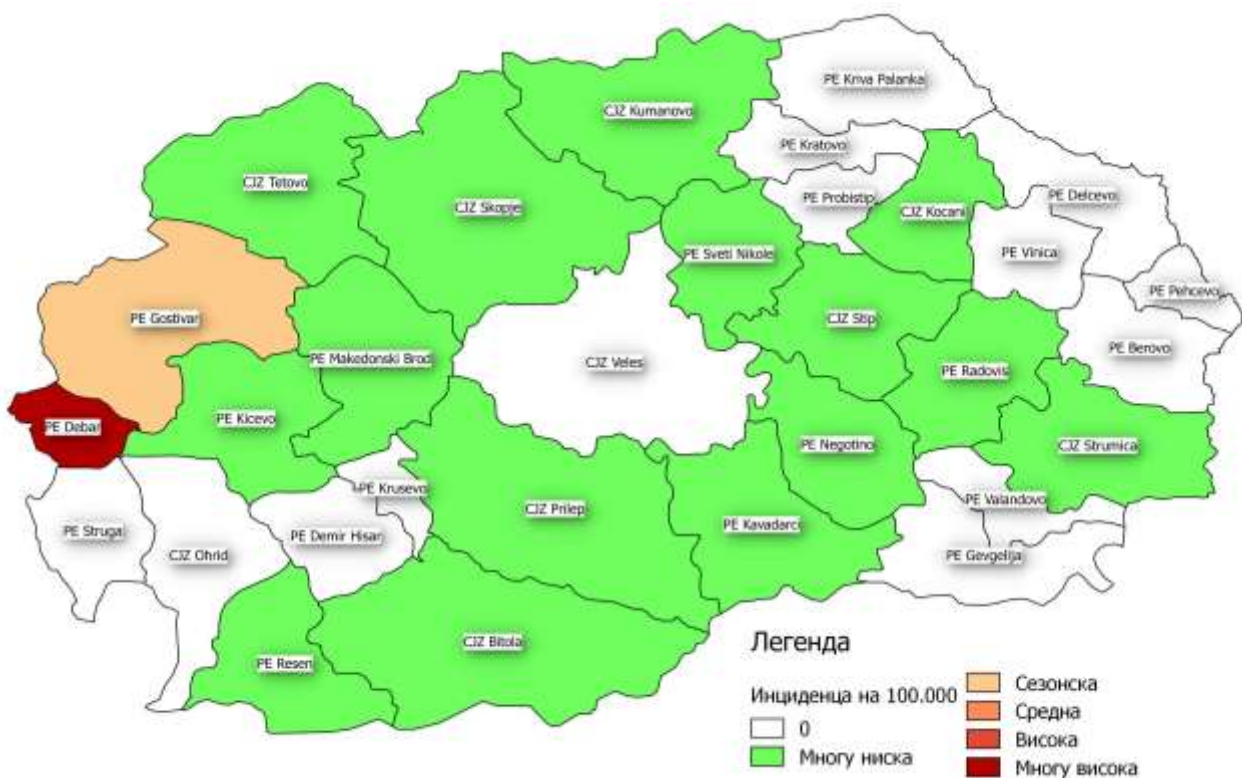 PE Kriva Palanka
CJZ Kumanovo
PE Kratovo
CJZ Tetovo
PE Delcevo
PE Probistip
CJZ Skopje
CJZ Kocani
PE Sveti Nikole
PE Vinica
PE Pehcevo
PE Gostivar
CJZ Stip
PE Berovo
PE Makedonski Brod
CJZ Veles
PE Radovis
PE Kicevo
PE Debar
PE Negotino
CJZ Strumica
PE Krusevo
PE Valandovo
CJZ Prilep
PE Kavadarci
PE Struga
PE Demir Hisar
CJZ Ohrid
PE Gevgelija
CJZ Bitola
PE Resen
Легенда
Инциденца на 100.000
0
Многу ниска
Сезонска
Средна
Висока
Многу висока